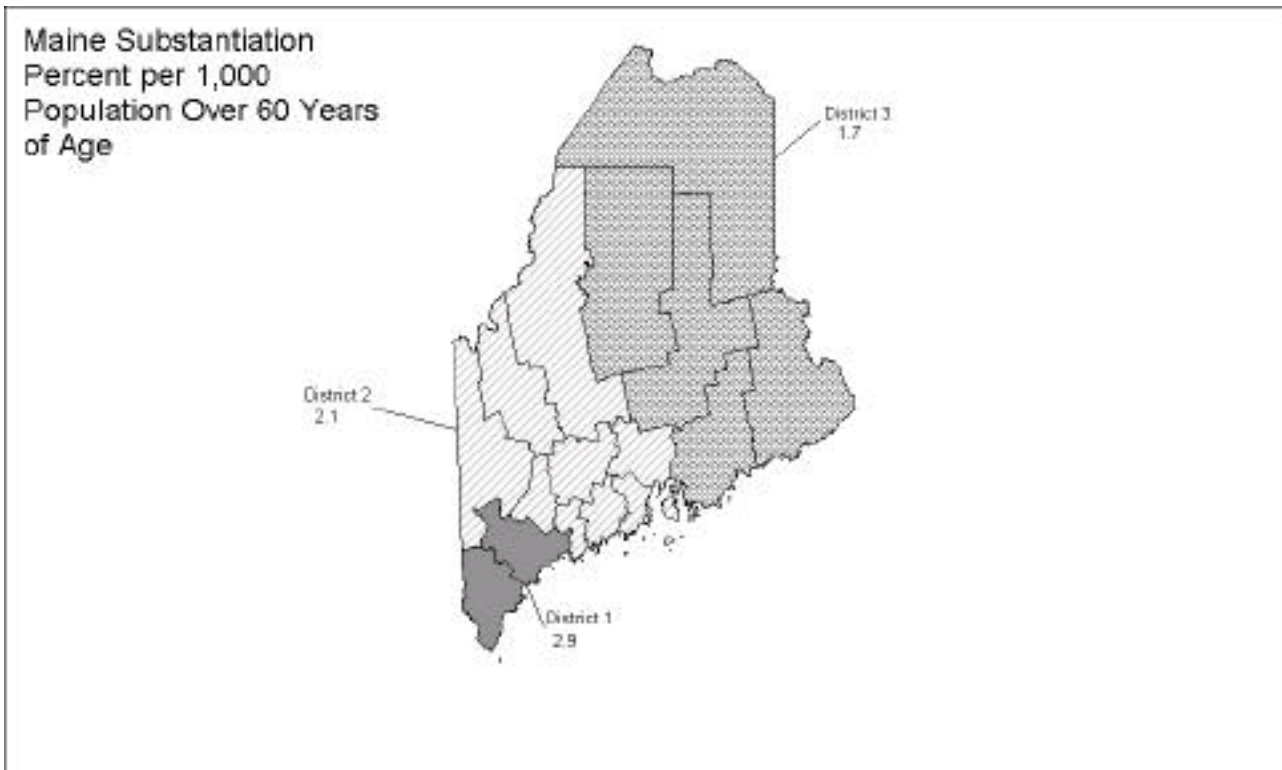 Maine Substantiation
Percent per 1,000
Population Over 60 Years
of Age
District 3
1.7
District 2
2.1
District 1
2.9